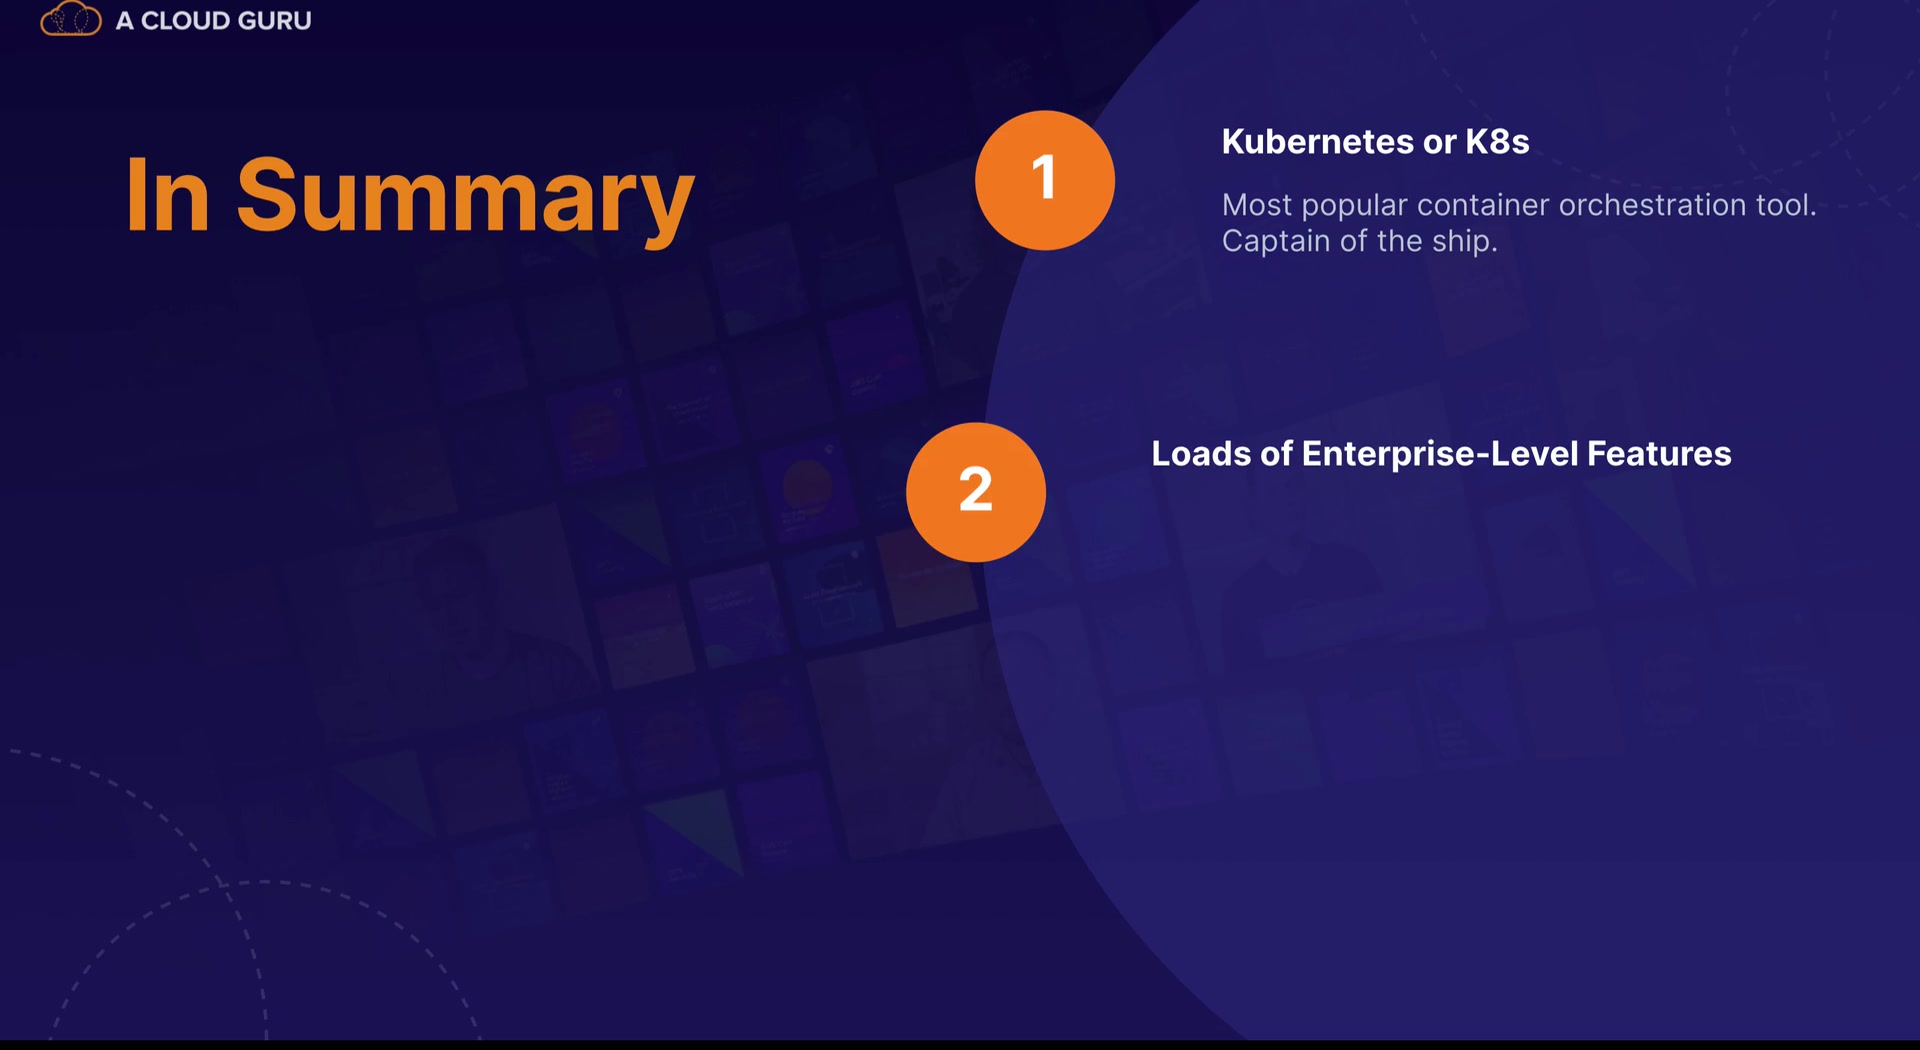 A CLOUD GURU
In Summary
1
Kubernetes or K8s
Most popular container orchestration tool.
Captain of the ship.
2
Loads of Enterprise-Level Features